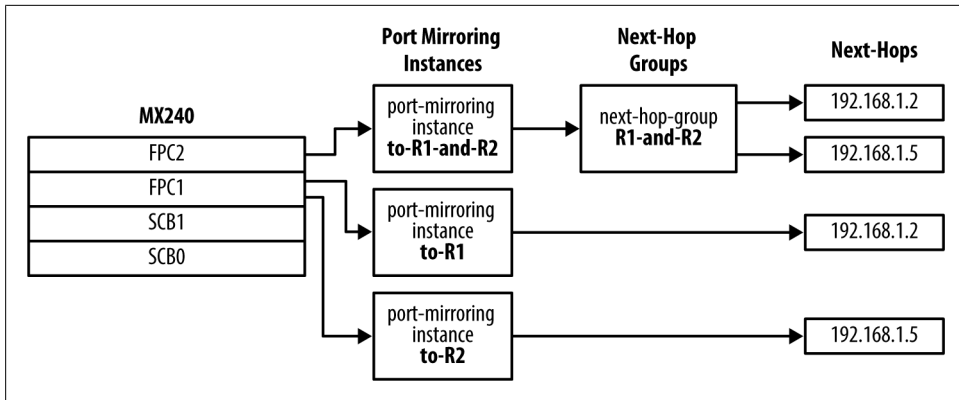 Port Mirroring
Instances
Next-Hop
Groups
Next-Hops
MX240
FPC2
FPC1
SCB1
SCB0
port-mirroring
instance
to-R1-and-R2
next-hop-group
R1-and-R2
192.168.1.2
192.168.1.5
port-mirroring
instance
to-R1
192.168.1.2
port-mirroring
instance
to-R2
192.168.1.5